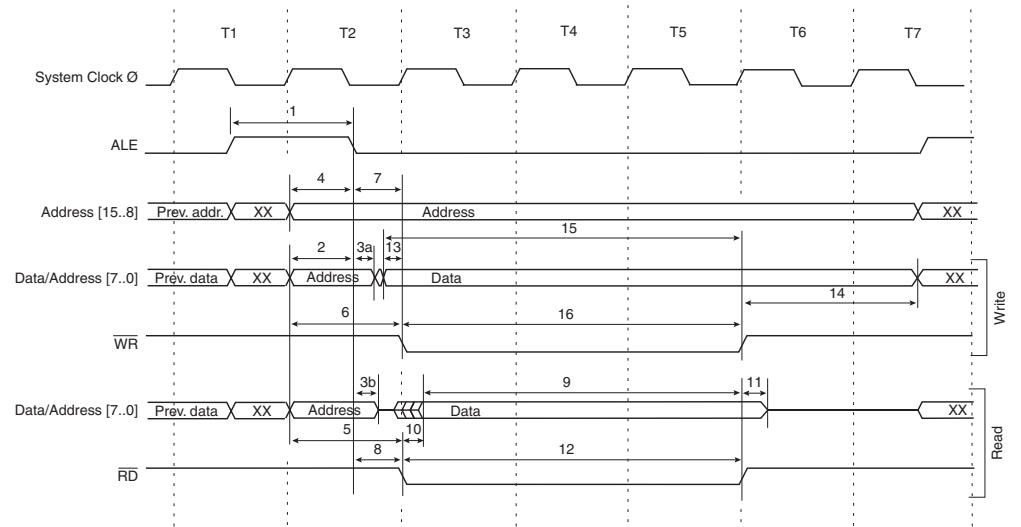 T1 T2 T3 T4 T5 T6 T7
System Clock Ø
1
ALE
4 7
Address [15..8] Prev. addr. XX Address XX
15
2 3a 13
Data/Address [7..0] Prev. data XX Address Data XX
14
6 16
WR
Write
3b 9 11
Data/Address [7..0] Prev. data XX Address Data XX
5 10
8 12
RD
Read